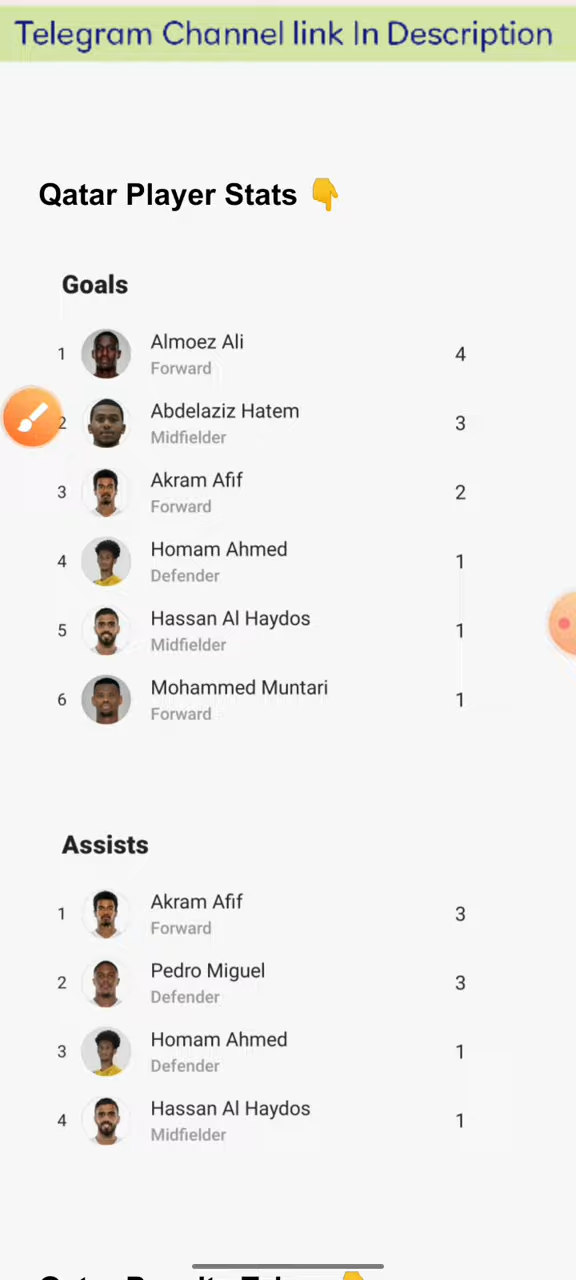 Telegram Channel link In Description
Qatar Player Stats 👇
Goals
1 Almoez Ali 4
Forward
2 Abdelaziz Hatem 3
Midfielder
3 Akram Afif 2
Forward
4 Homam Ahmed 1
Defender
5 Hassan Al Haydos 1
Midfielder
6 Mohammed Muntari 1
Forward
Assists
1 Akram Afif 3
Forward
2 Pedro Miguel 3
Defender
3 Homam Ahmed 1
Defender
4 Hassan Al Haydos 1
Midfielder